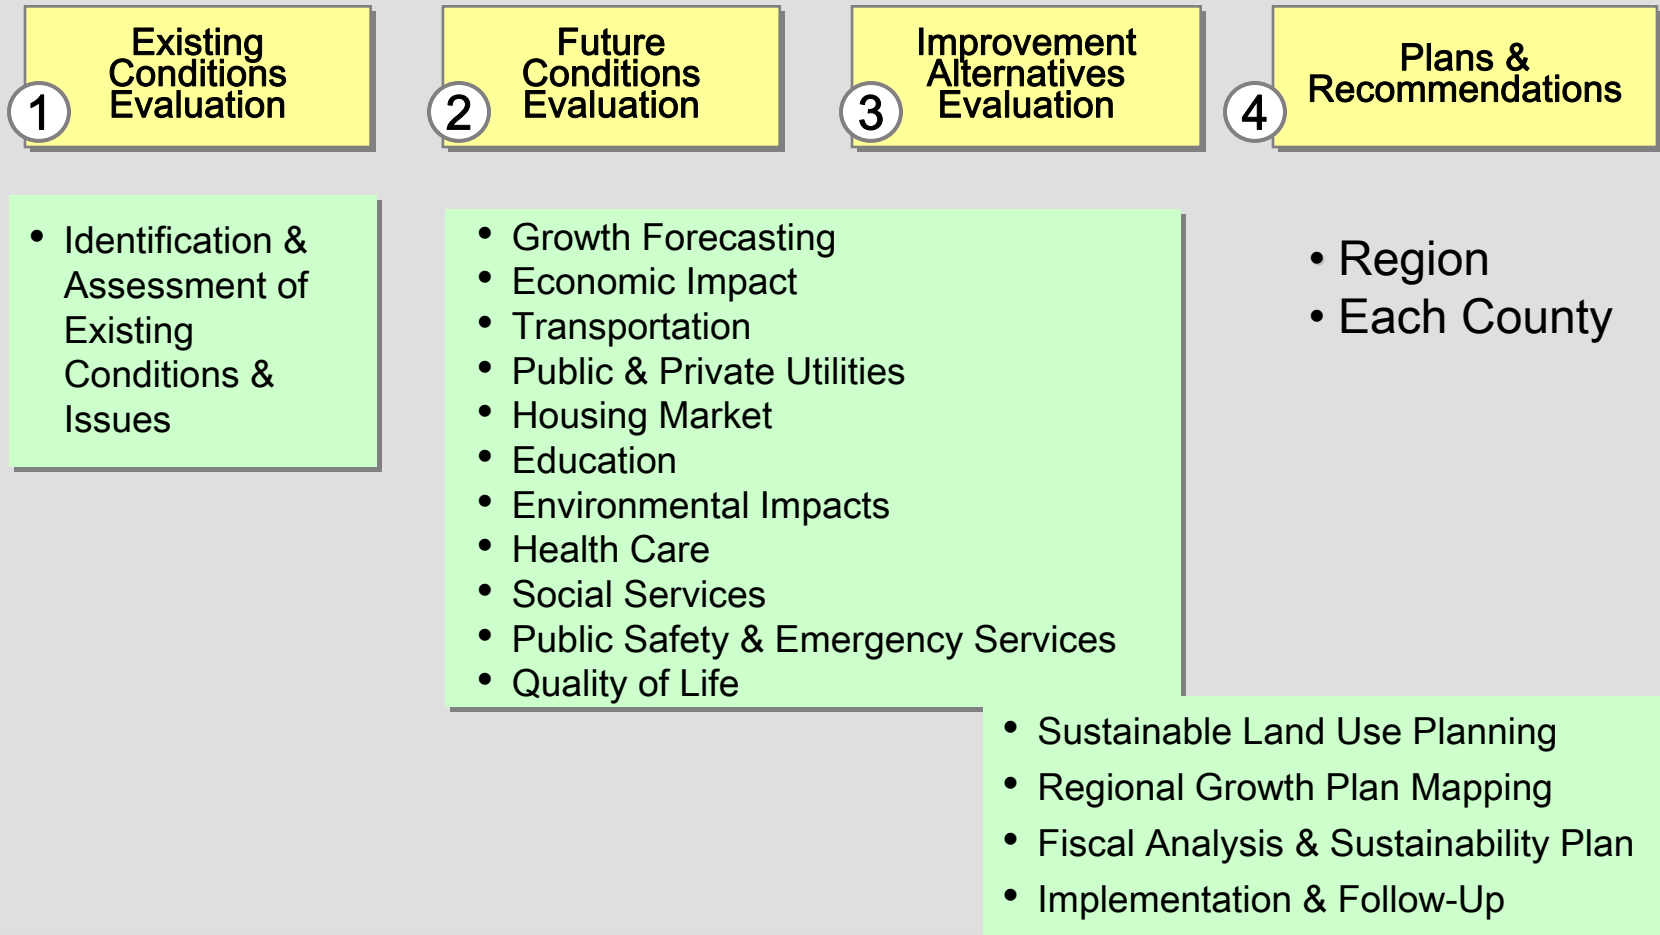 Existing
Conditions
Evaluation
1
Future
Conditions
Evaluation
2
Improvement
Alternatives
Evaluation
3
Plans &
Recommendations
4
• Identification &
Assessment of
Existing
Conditions &
Issues
• Growth Forecasting
• Economic Impact
• Transportation
• Public & Private Utilities
• Housing Market
• Education
• Environmental Impacts
• Health Care
• Social Services
• Public Safety & Emergency Services
• Quality of Life
• Region
• Each County
• Sustainable Land Use Planning
• Regional Growth Plan Mapping
• Fiscal Analysis & Sustainability Plan
• Implementation & Follow-Up